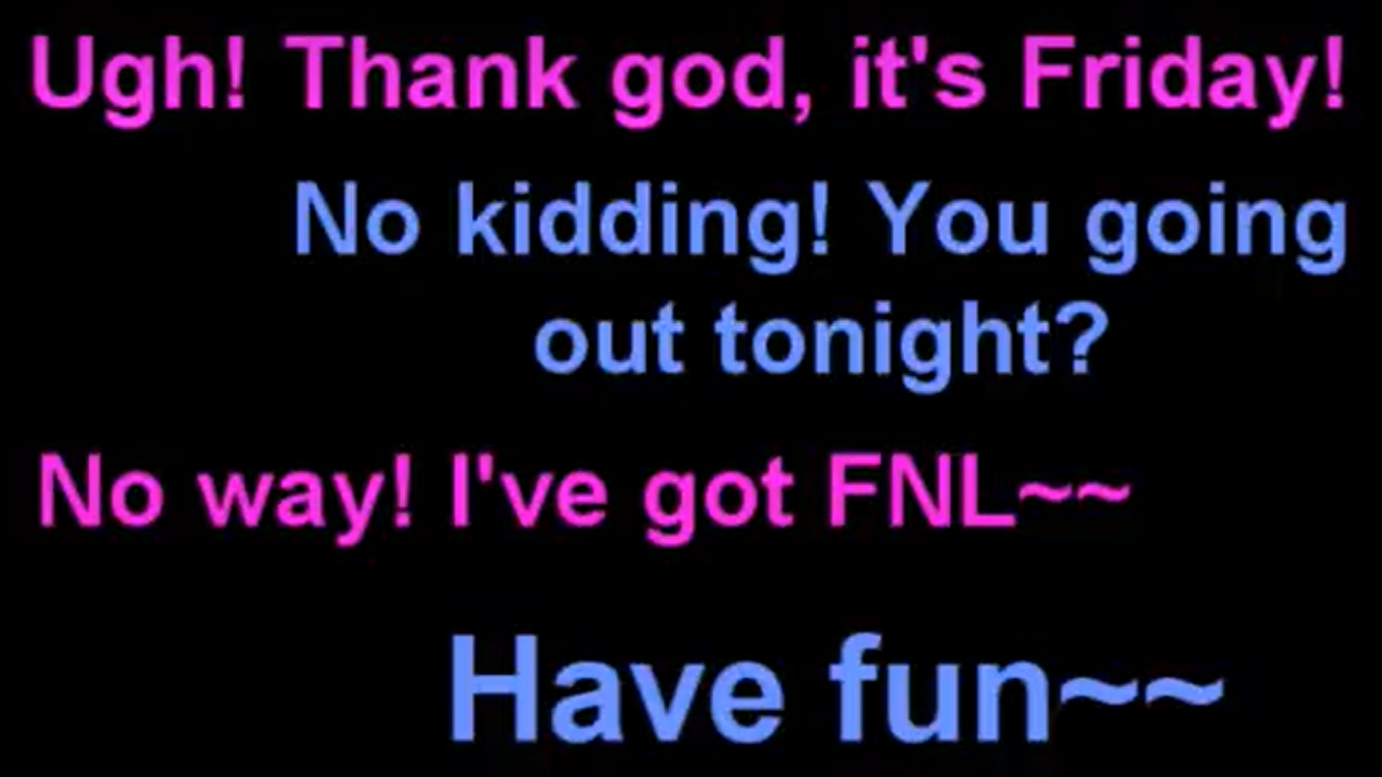 Ugh! Thank god, it's Friday!
No kidding! You going
out tonight?
No way! I've got FNL~~
Have fun~~